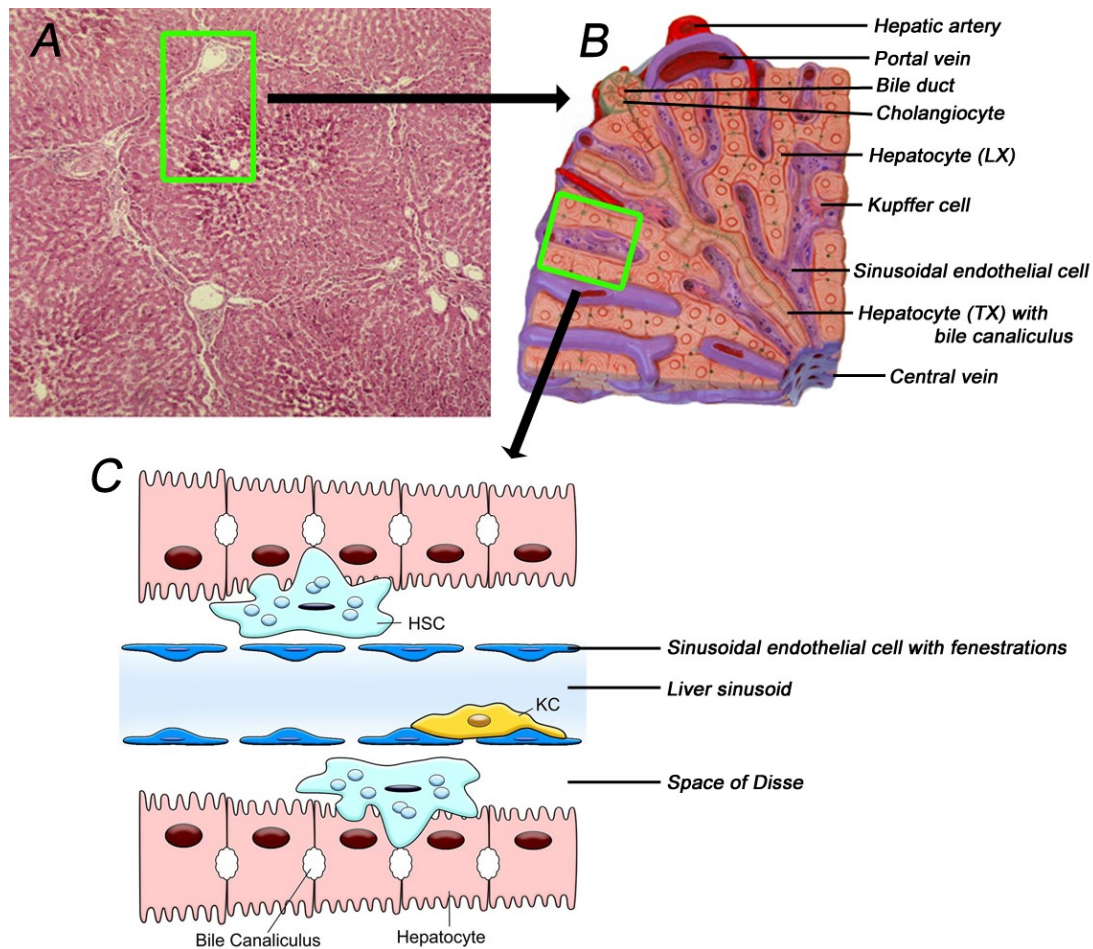 A
B
Hepatic artery
Portal vein
Bile duct
Cholangiocyte
Hepatocyte (LX)
Kupffer cell
Sinusoidal endothelial cell
Hepatocyte (TX) with
bile canaliculus
Central vein
C
HSC
Sinusoidal endothelial cell with fenestrations
Liver sinusoid
KC
Space of Disse
Bile Canaliculus
Hepatocyte